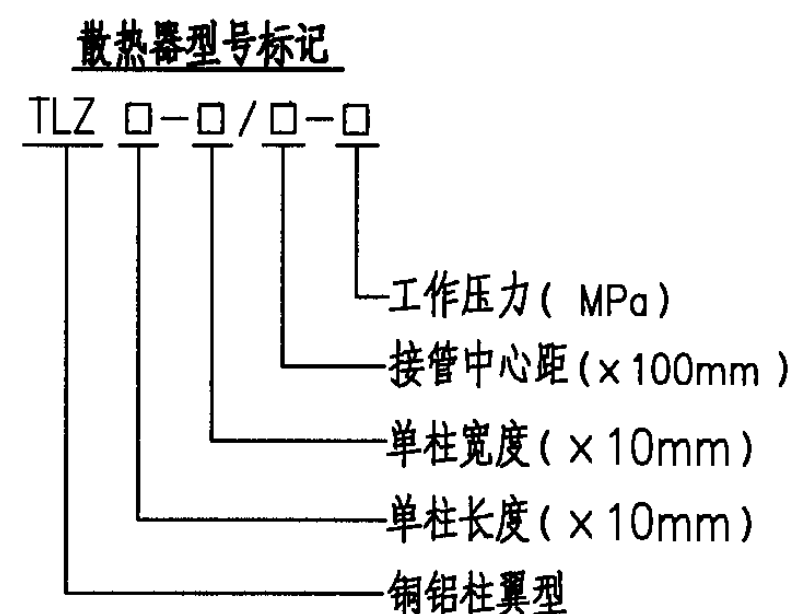 散热器型号标记
TLZ □-□/□-□
工作压力( MPa)
接管中心距(×100mm)
单柱宽度(×10mm)
单柱长度(×10mm)
铜铝柱翼型